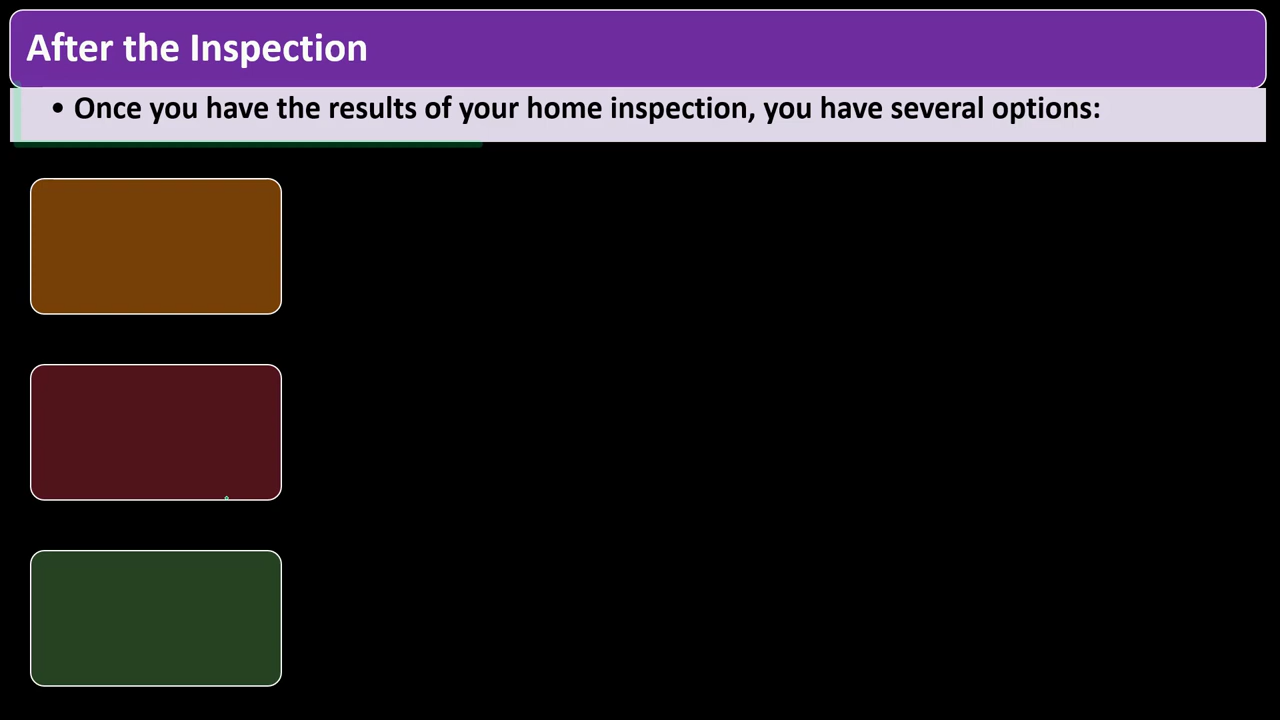 After the Inspection
• Once you have the results of your home inspection, you have several options: